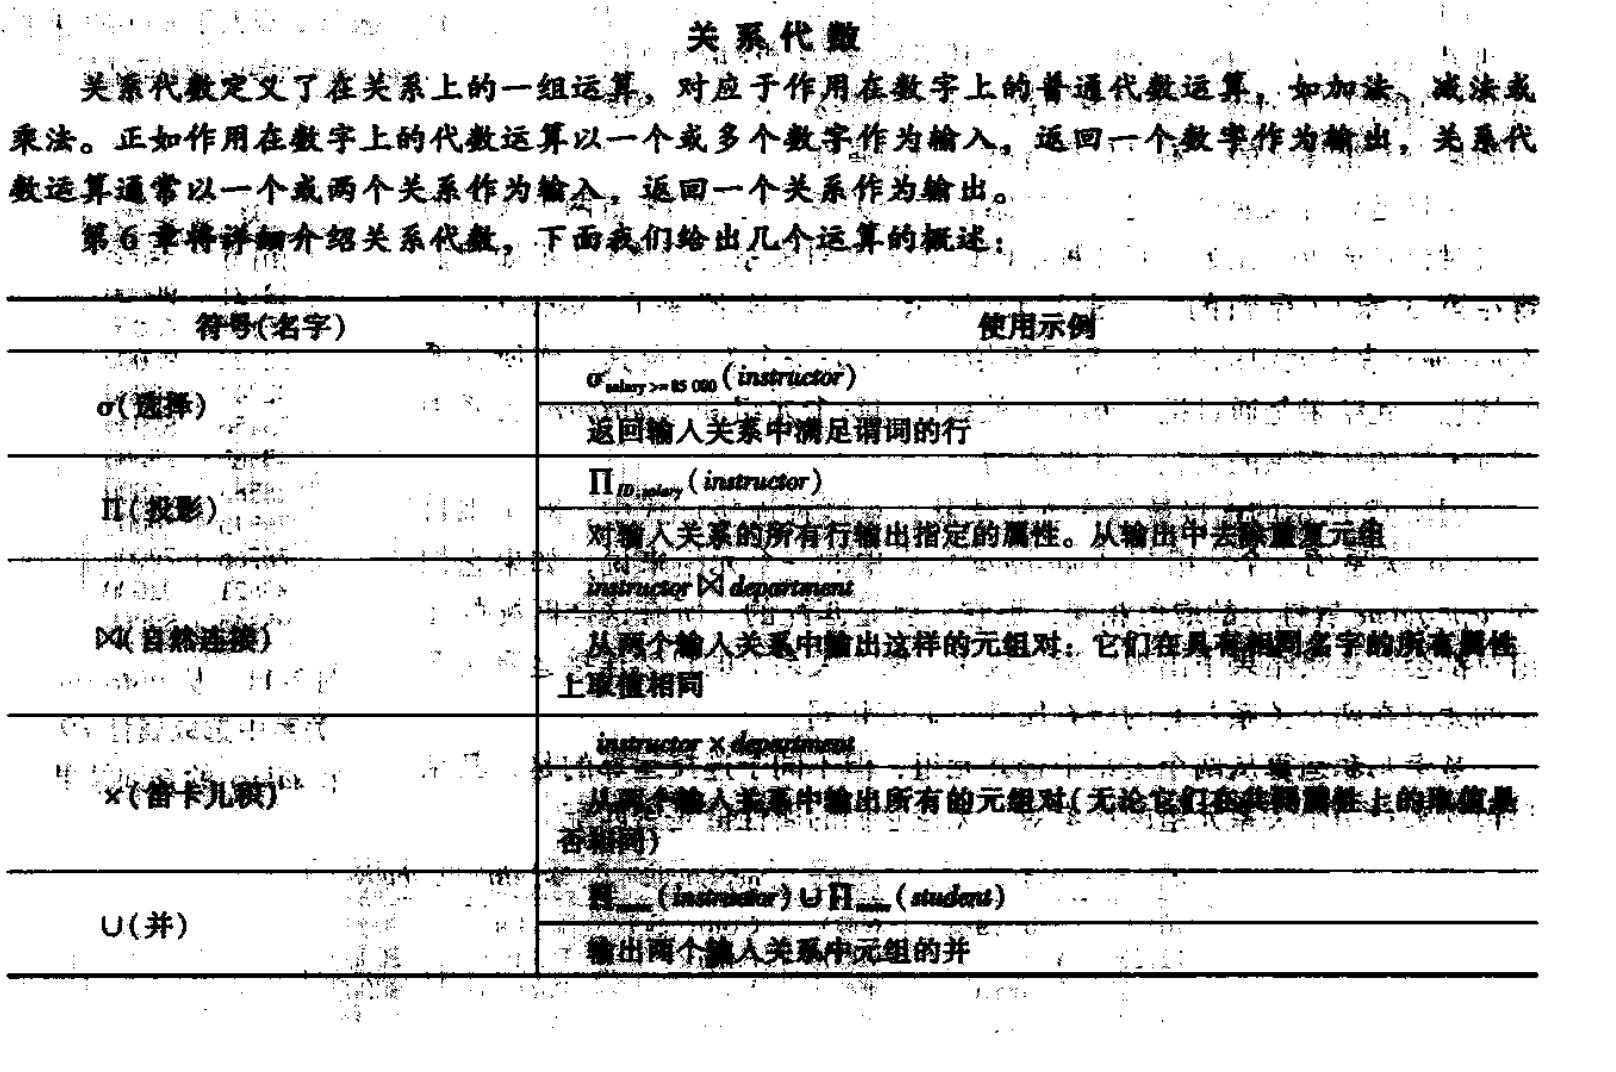 关系代数
关系代数定义了在关系上的一组运算，对应于作用在数字上的普通代数运算，如加法、减法或
乘法。正如作用在数字上的代数运算以一个或多个数字作为输入，返回一个数字作为输出，关系代
数运算通常以一个或两个关系作为输入，返回一个关系作为输出。
第6章将详细介绍关系代数，下面我们给出几个运算的概述：
符号(名字) 使用示例
σ(选择)
σsalary>=85 000(instructor)
返回输入关系中满足谓词的行
Π(投影)
ΠID,salary(instructor)
对输入关系的所有行输出指定的属性。从输出中去除重复元组
⋈(自然连接)
instructor⋈department
从两个输入关系中输出这样的元组对：它们在具有相同名字的所有属性
上取值相同
×(笛卡儿积)
instructor×department
从两个输入关系中输出所有的元组对(无论它们在共同属性上的取值是
否相同)
∪(并)
Πname(instructor)∪Πname(student)
输出两个输入关系中元组的并